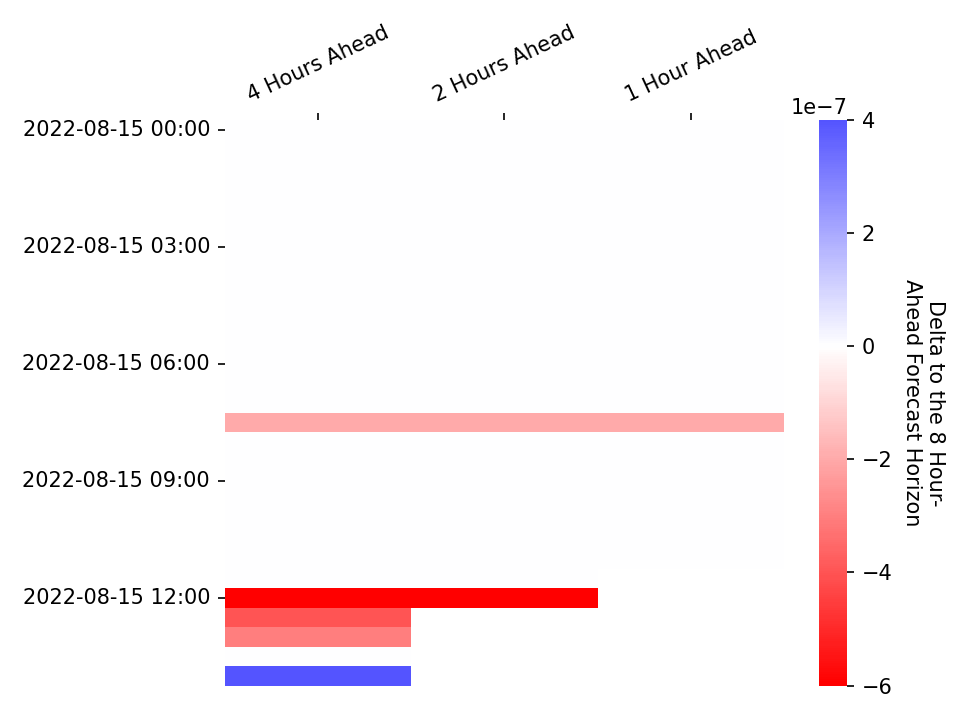 4 Hours Ahead
2 Hours Ahead
1 Hour Ahead
1e−7
2022-08-15 00:00
2022-08-15 03:00
2022-08-15 06:00
2022-08-15 09:00
2022-08-15 12:00
4
2
0
−2
−4
−6
Delta to the 8 Hour-
Ahead Forecast Horizon